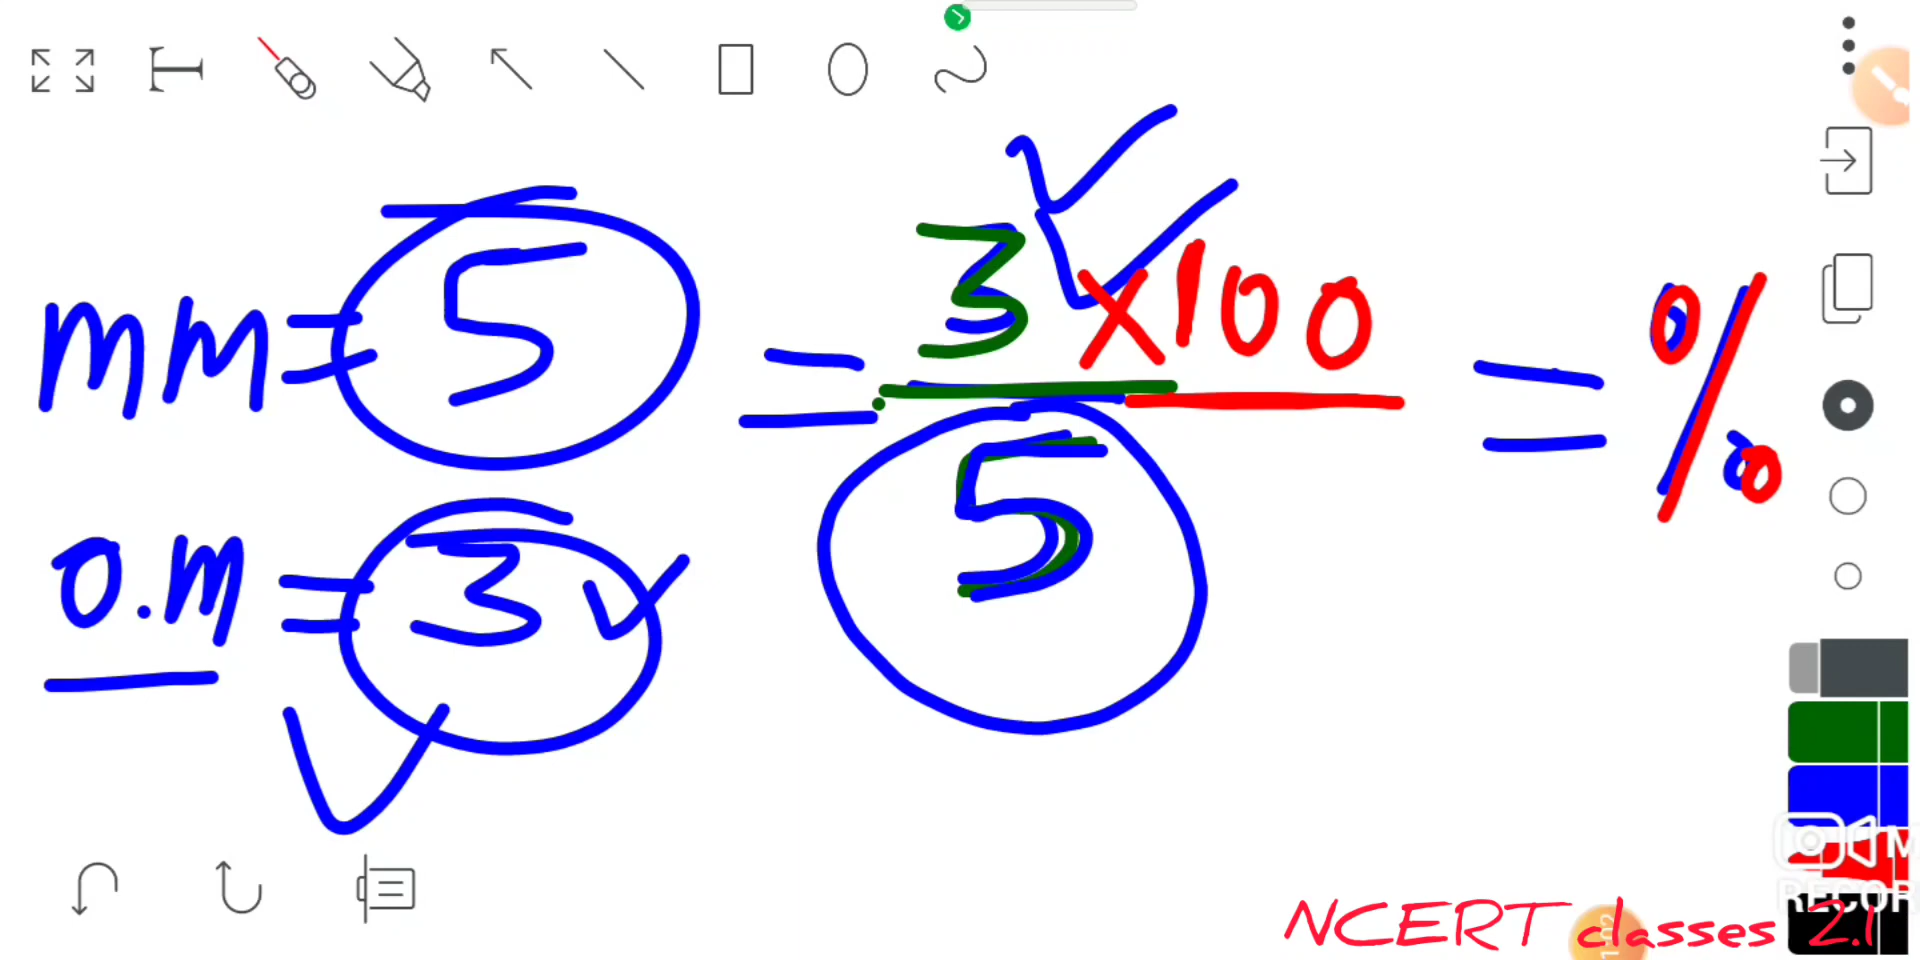 mM = 5
= 3 × 100 / 5 = %
O.M = 3
NCERT classes 2.1